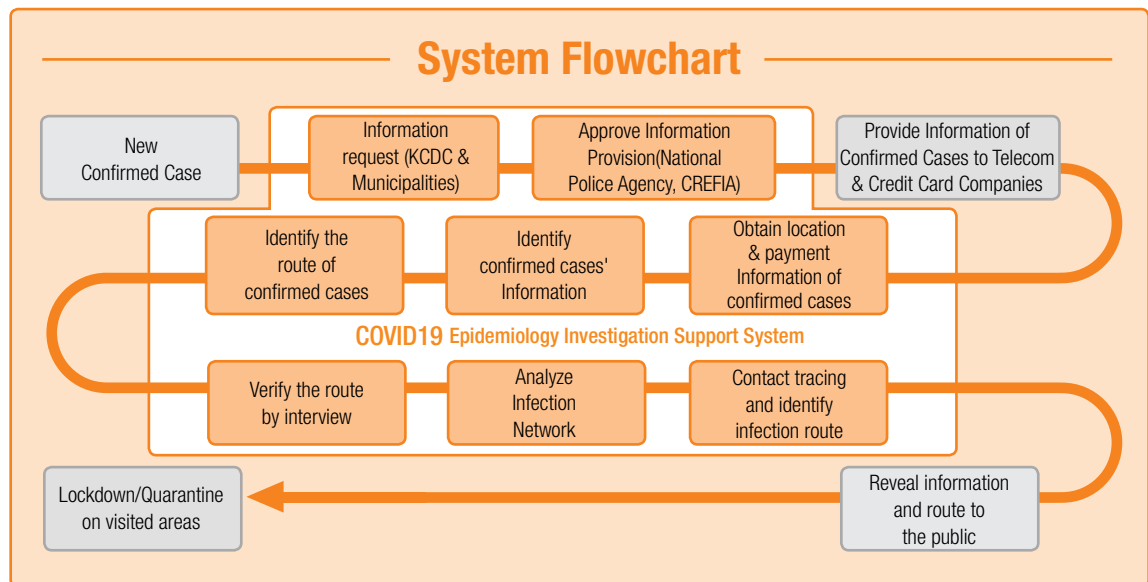 System Flowchart
New
Confirmed Case
Information
request (KCDC &
Municipalities)
Approve Information
Provision(National
Police Agency, CREFIA)
Provide Information of
Confirmed Cases to Telecom
& Credit Card Companies
Obtain location
& payment
Information of
confirmed cases
Identify
confirmed cases'
Information
Identify the
route of
confirmed cases
COVID19 Epidemiology Investigation Support System
Verify the route
by interview
Analyze
Infection
Network
Contact tracing
and identify
infection route
Reveal information
and route to
the public
Lockdown/Quarantine
on visited areas